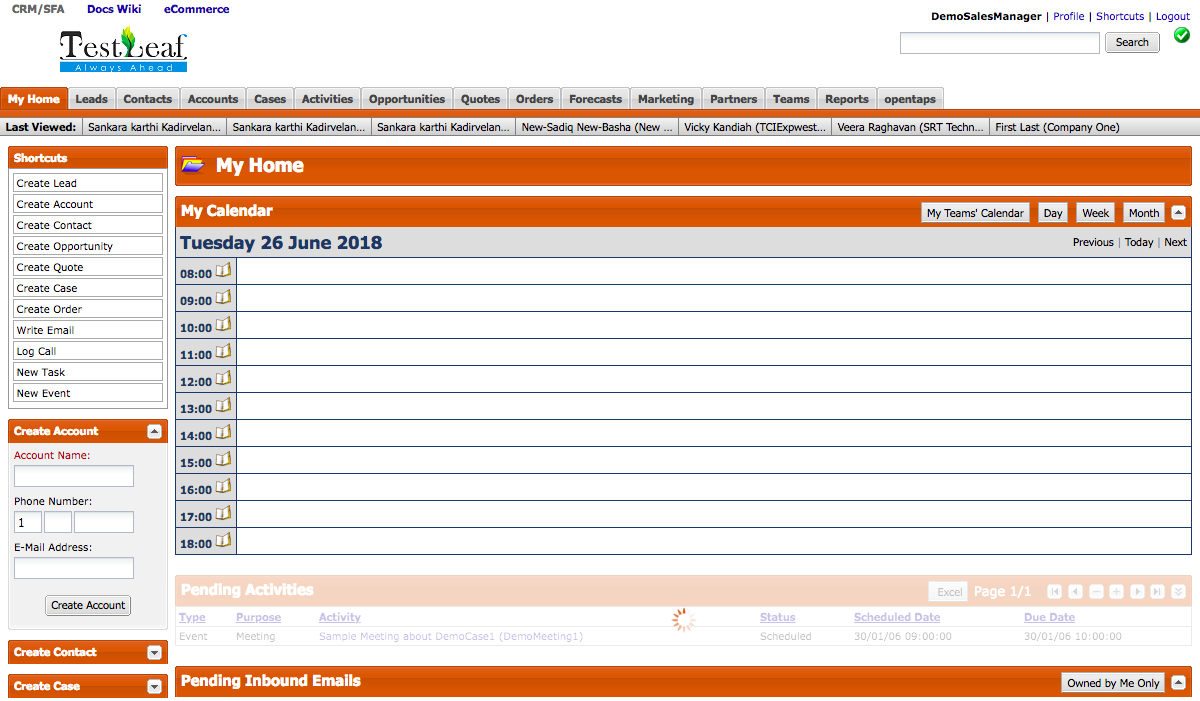 CRM/SFA Docs Wiki eCommerce
DemoSalesManager | Profile | Shortcuts | Logout
TestLeaf
Always Ahead
Search
My Home Leads Contacts Accounts Cases Activities Opportunities Quotes Orders Forecasts Marketing Partners Teams Reports opentaps
Last Viewed: Sankara karthi Kadirvelan... Sankara karthi Kadirvelan... Sankara karthi Kadirvelan... New-Sadiq New-Basha (New ... Vicky Kandiah (TCIExpwest... Veera Raghavan (SRT Techn... First Last (Company One)
Shortcuts
Create Lead
Create Account
Create Contact
Create Opportunity
Create Quote
Create Case
Create Order
Write Email
Log Call
New Task
New Event
Create Account
Account Name:
Phone Number:
1
E-Mail Address:
Create Account
Create Contact
Create Case
My Home
My Calendar My Teams' Calendar Day Week Month
Tuesday 26 June 2018 Previous | Today | Next
08:00
09:00
10:00
11:00
12:00
13:00
14:00
15:00
16:00
17:00
18:00
Pending Activities Excel Page 1/1
Type Purpose Activity Status Scheduled Date Due Date
Event Meeting Sample Meeting about DemoCase1 (DemoMeeting1) Scheduled 30/01/06 09:00:00 30/01/06 10:00:00
Pending Inbound Emails Owned by Me Only